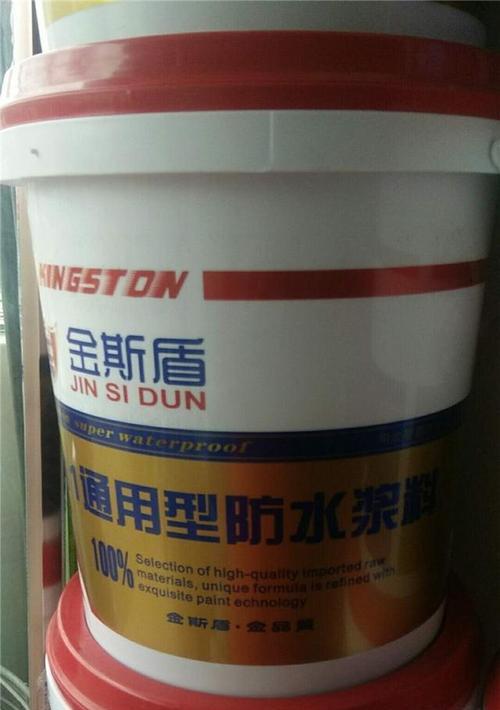 KINGSTON
金斯盾
JIN SI DUN
super waterproof
1通用型防水浆料
100%
Selection of high-quality imported raw
materials, unique formula is refined with
exquisite paint echnology
金斯盾·金品质